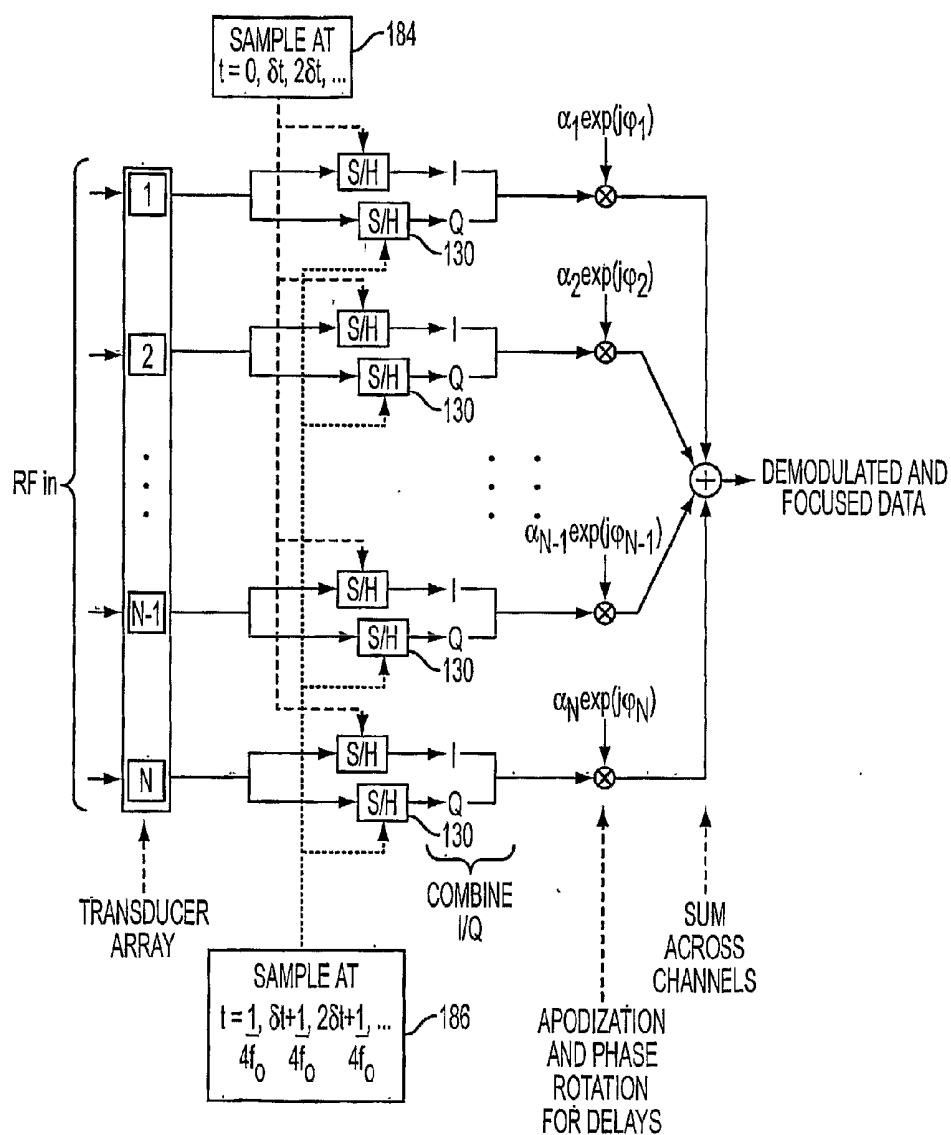 SAMPLE AT
t = 0, δt, 2δt, ...
184
α1exp(jφ1)
S/H
I
1
S/H
Q
130
α2exp(jφ2)
S/H
I
2
S/H
Q
130
RF in
DEMODULATED AND
FOCUSED DATA
αN-1exp(jφN-1)
S/H
I
N-1
S/H
Q
130
αNexp(jφN)
S/H
I
N
S/H
Q
130
COMBINE
I/Q
TRANSDUCER
ARRAY
SUM
ACROSS
CHANNELS
SAMPLE AT
t = 1, δt+1, 2δt+1, ...
4f0 4f0 4f0
186
APODIZATION
AND PHASE
ROTATION
FOR DELAYS